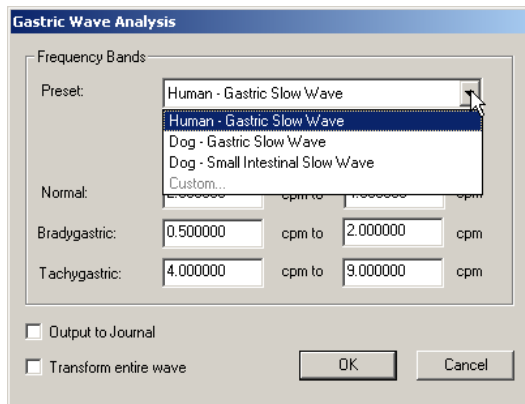 Gastric Wave Analysis
Frequency Bands
Preset: Human - Gastric Slow Wave
Human - Gastric Slow Wave
Dog - Gastric Slow Wave
Dog - Small Intestinal Slow Wave
Custom...
Normal: cpm to cpm
Bradygastric: 0.500000 cpm to 2.000000 cpm
Tachygastric: 4.000000 cpm to 9.000000 cpm
Output to Journal
Transform entire wave OK Cancel